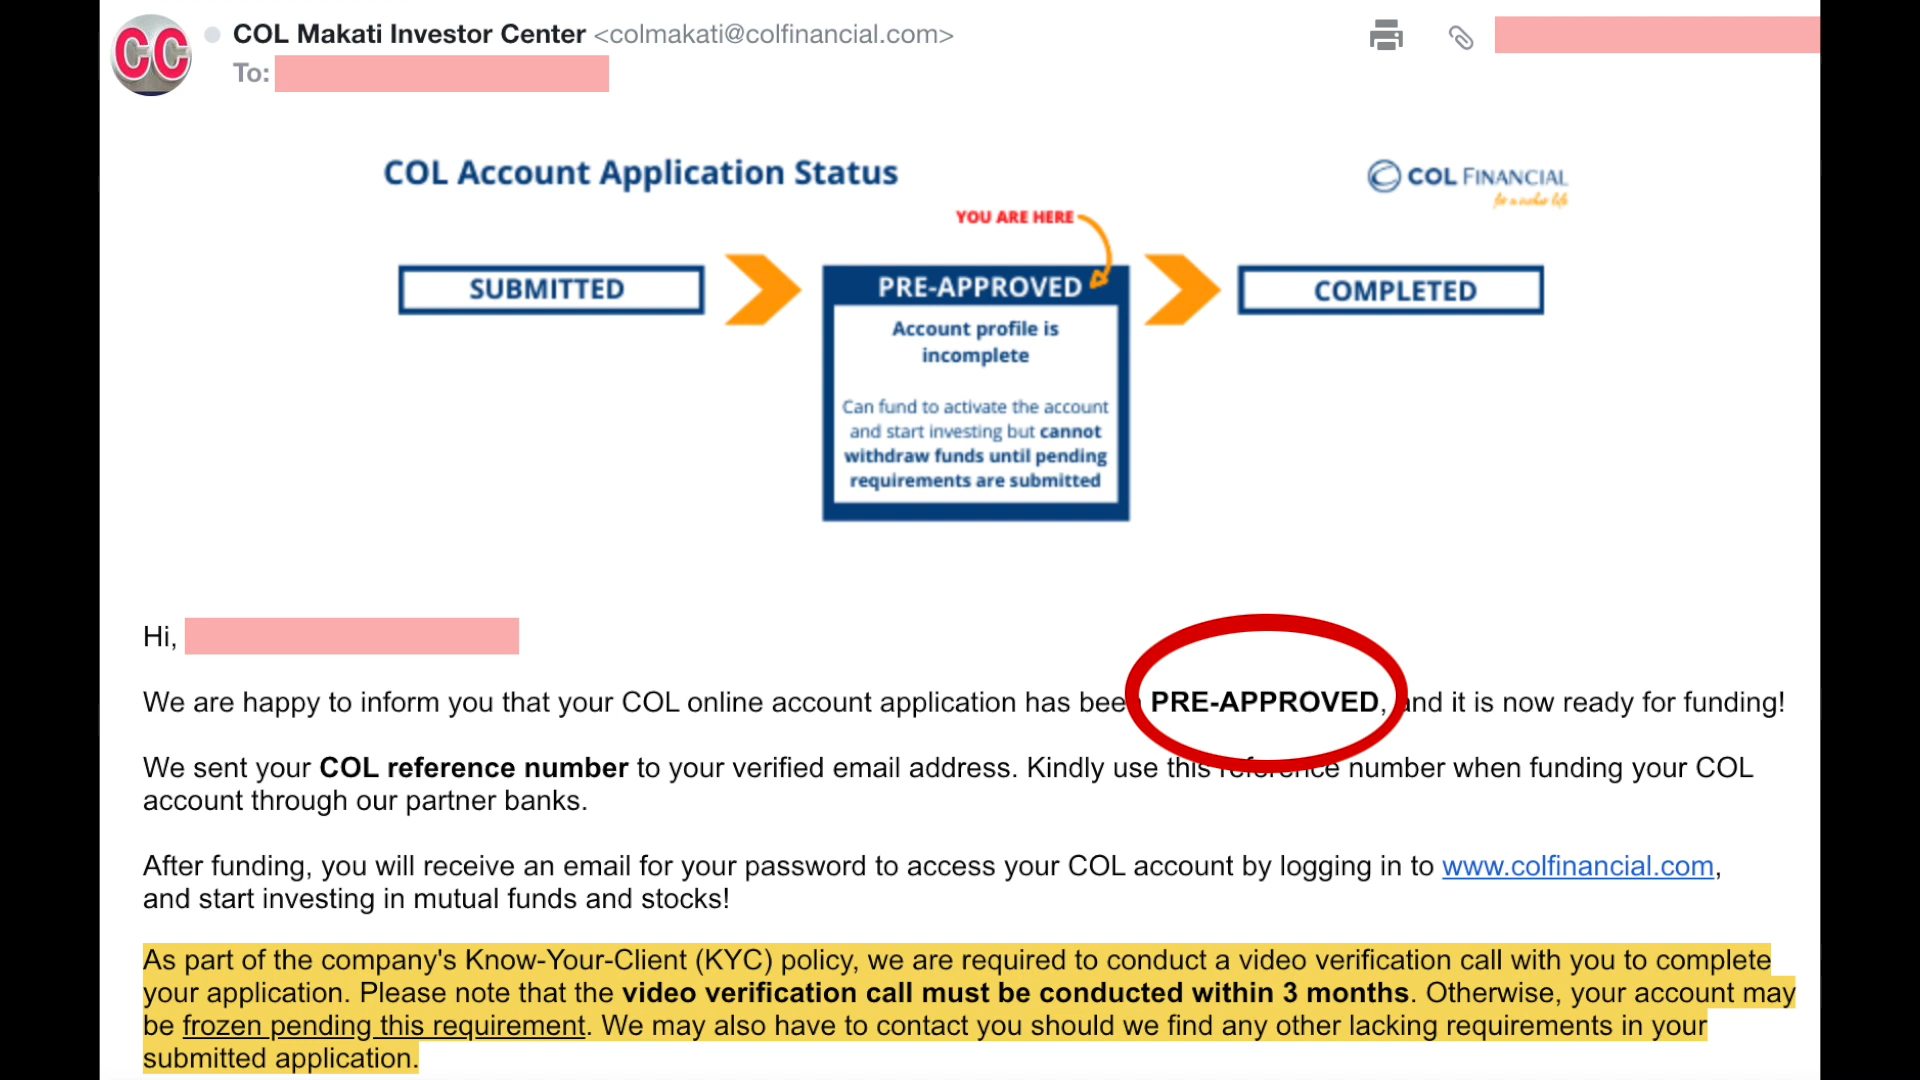 CC
COL Makati Investor Center <colmakati@colfinancial.com>
To:
COL Account Application Status
COL FINANCIAL
for a richer life
YOU ARE HERE
SUBMITTED
PRE-APPROVED
COMPLETED
Account profile is
incomplete
Can fund to activate the account
and start investing but cannot
withdraw funds until pending
requirements are submitted
Hi,
We are happy to inform you that your COL online account application has been PRE-APPROVED, and it is now ready for funding!
We sent your COL reference number to your verified email address. Kindly use this reference number when funding your COL
account through our partner banks.
After funding, you will receive an email for your password to access your COL account by logging in to www.colfinancial.com,
and start investing in mutual funds and stocks!
As part of the company's Know-Your-Client (KYC) policy, we are required to conduct a video verification call with you to complete
your application. Please note that the video verification call must be conducted within 3 months. Otherwise, your account may
be frozen pending this requirement. We may also have to contact you should we find any other lacking requirements in your
submitted application.